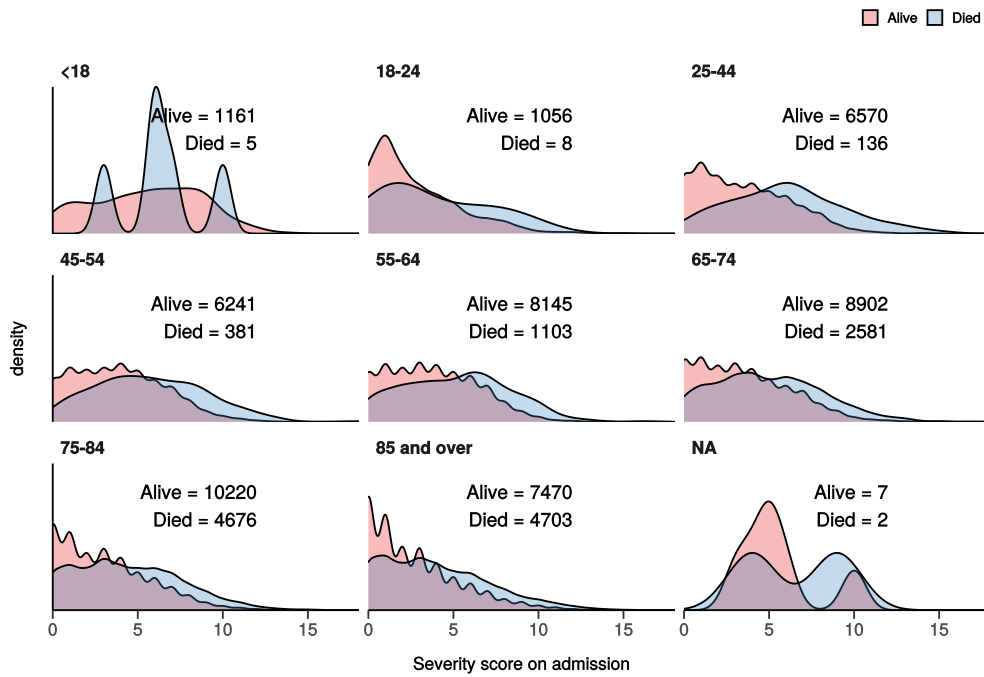 Alive Died
<18 18-24 25-44
Alive = 1161 Alive = 1056 Alive = 6570
Died = 5 Died = 8 Died = 136
45-54 55-64 65-74
Alive = 6241 Alive = 8145 Alive = 8902
Died = 381 Died = 1103 Died = 2581
density
75-84 85 and over NA
Alive = 10220 Alive = 7470 Alive = 7
Died = 4676 Died = 4703 Died = 2
0 5 10 15 0 5 10 15 0 5 10 15
Severity score on admission